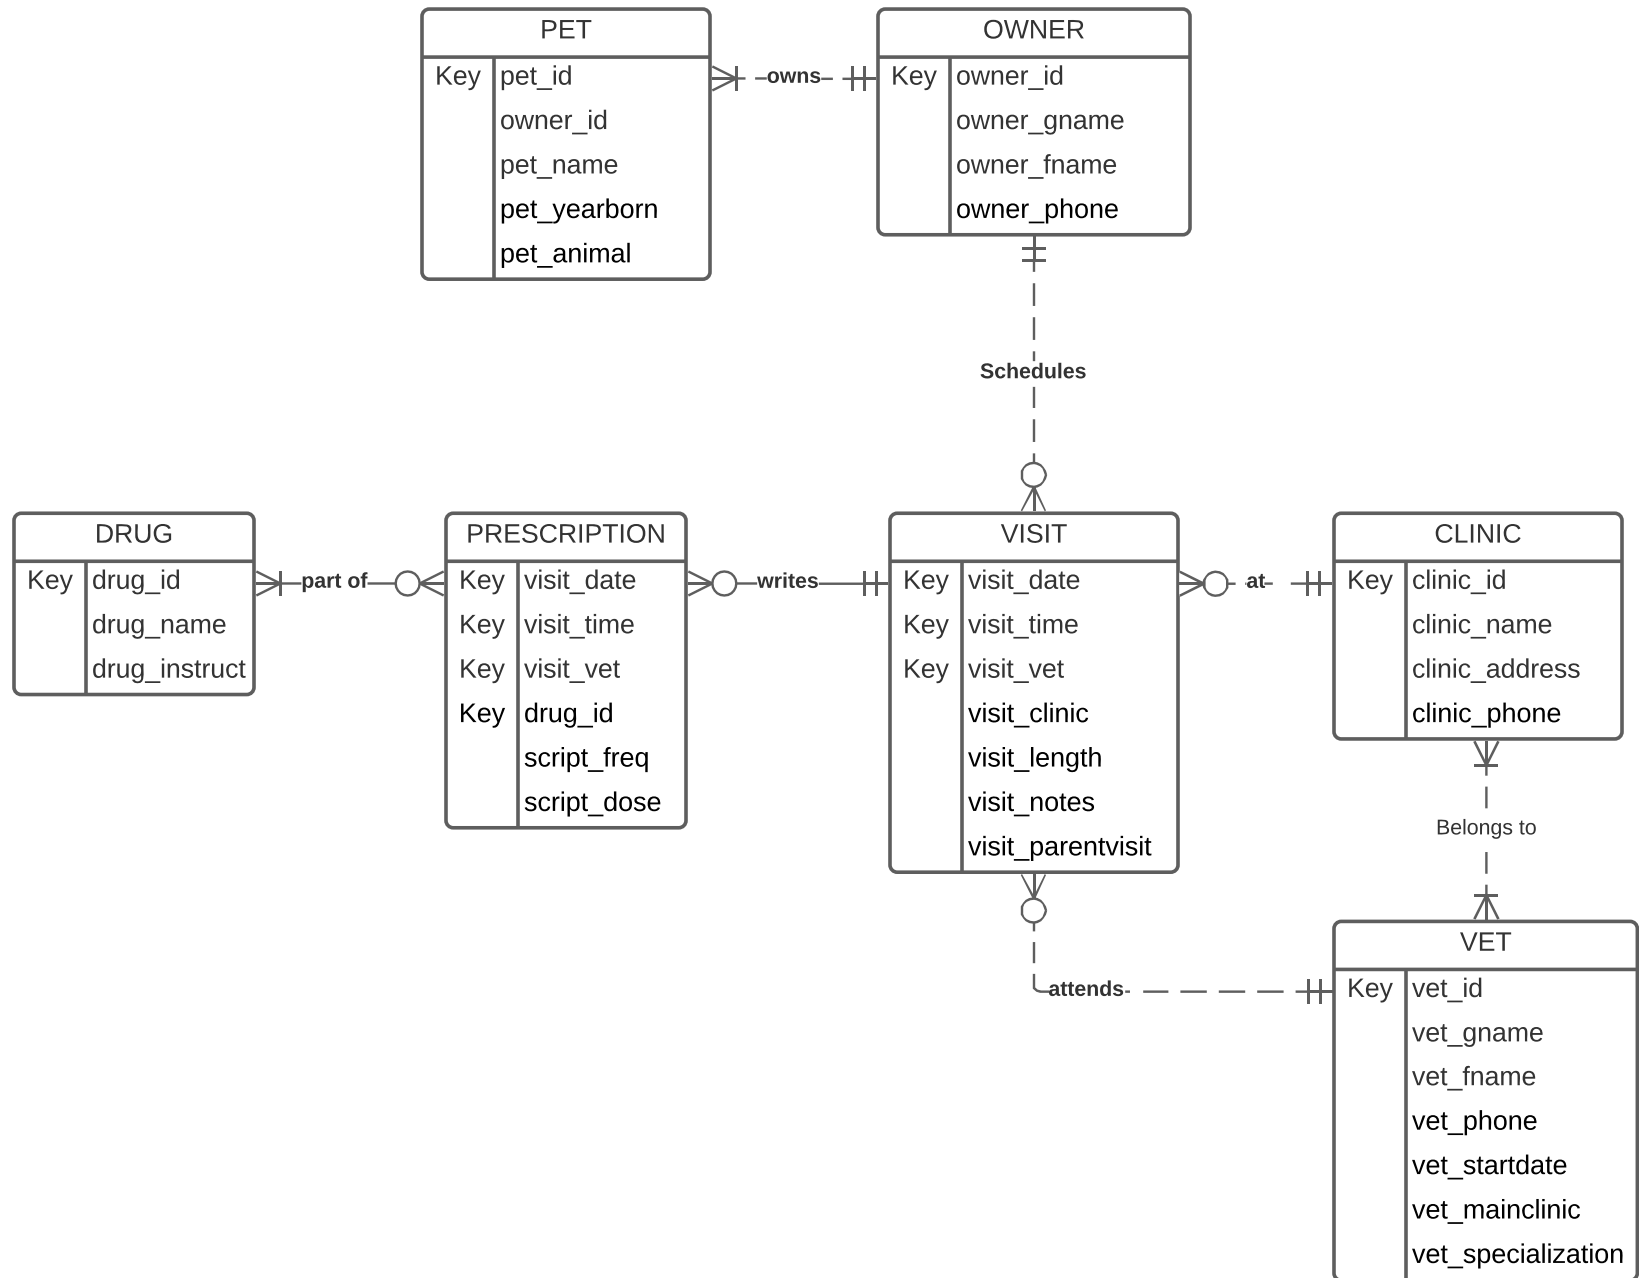 PET
Key pet_id
owner_id
pet_name
pet_yearborn
pet_animal
owns
OWNER
Key owner_id
owner_gname
owner_fname
owner_phone
Schedules
DRUG
Key drug_id
drug_name
drug_instruct
part of
PRESCRIPTION
Key visit_date
Key visit_time
Key visit_vet
Key drug_id
script_freq
script_dose
writes
VISIT
Key visit_date
Key visit_time
Key visit_vet
visit_clinic
visit_length
visit_notes
visit_parentvisit
at
CLINIC
Key clinic_id
clinic_name
clinic_address
clinic_phone
Belongs to
attends
VET
Key vet_id
vet_gname
vet_fname
vet_phone
vet_startdate
vet_mainclinic
vet_specialization